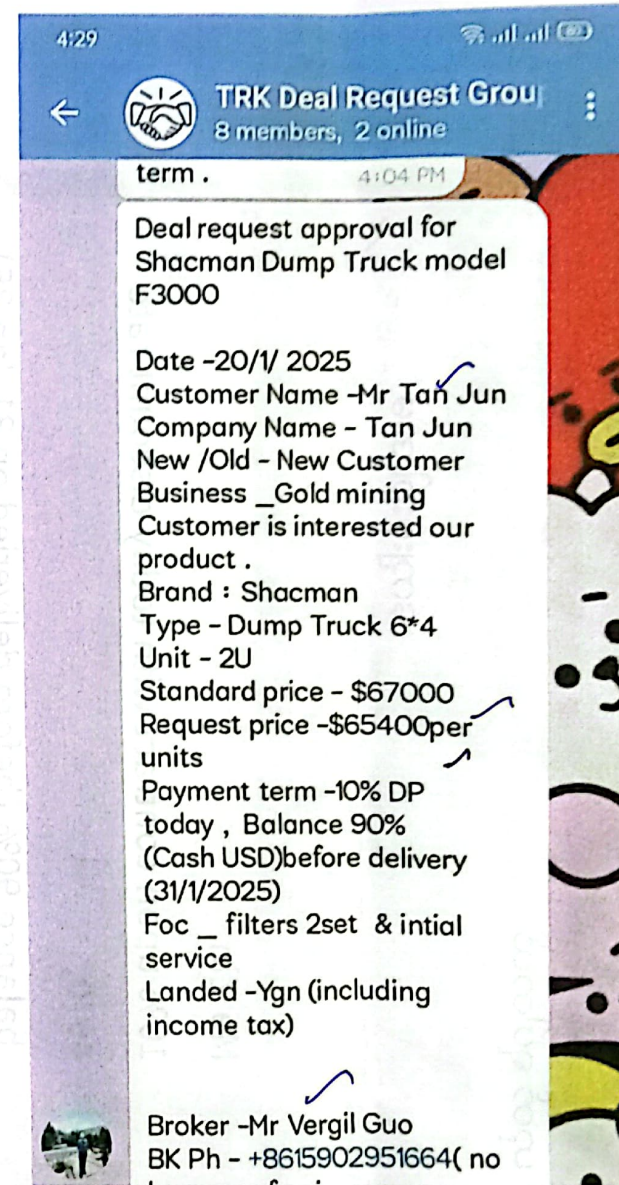 4:29
TRK Deal Request Grou
8 members, 2 online
term .
4:04 PM
Deal request approval for
Shacman Dump Truck model
F3000
Date -20/1/ 2025
Customer Name -Mr Tan Jun
Company Name - Tan Jun
New /Old - New Customer
Business _Gold mining
Customer is interested our
product .
Brand : Shacman
Type - Dump Truck 6*4
Unit - 2U
Standard price - $67000
Request price -$65400per
units
Payment term -10% DP
today , Balance 90%
(Cash USD)before delivery
(31/1/2025)
Foc _ filters 2set & intial
service
Landed -Ygn (including
income tax)
Broker -Mr Vergil Guo
BK Ph - +8615902951664( no